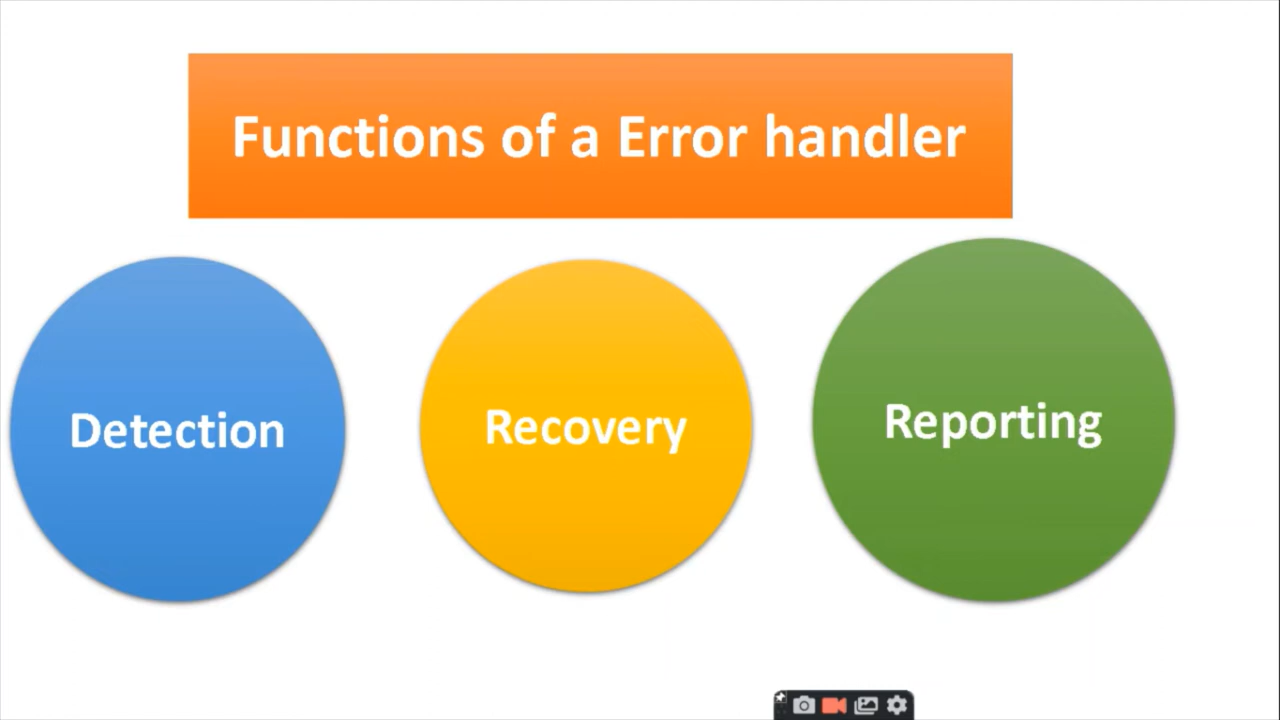 Functions of a Error handler
Detection
Recovery
Reporting